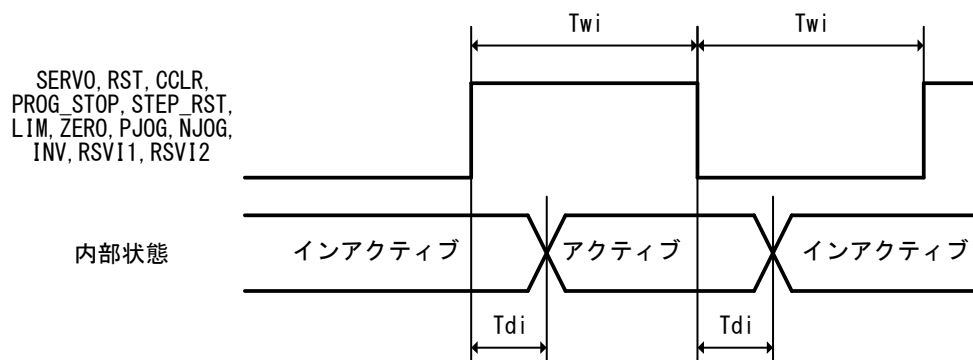 Twi Twi
SERVO, RST, CCLR,
PROG_STOP, STEP_RST,
LIM, ZERO, PJOG, NJOG,
INV, RSVI1, RSVI2
内部状態 インアクティブ アクティブ インアクティブ
Tdi Tdi